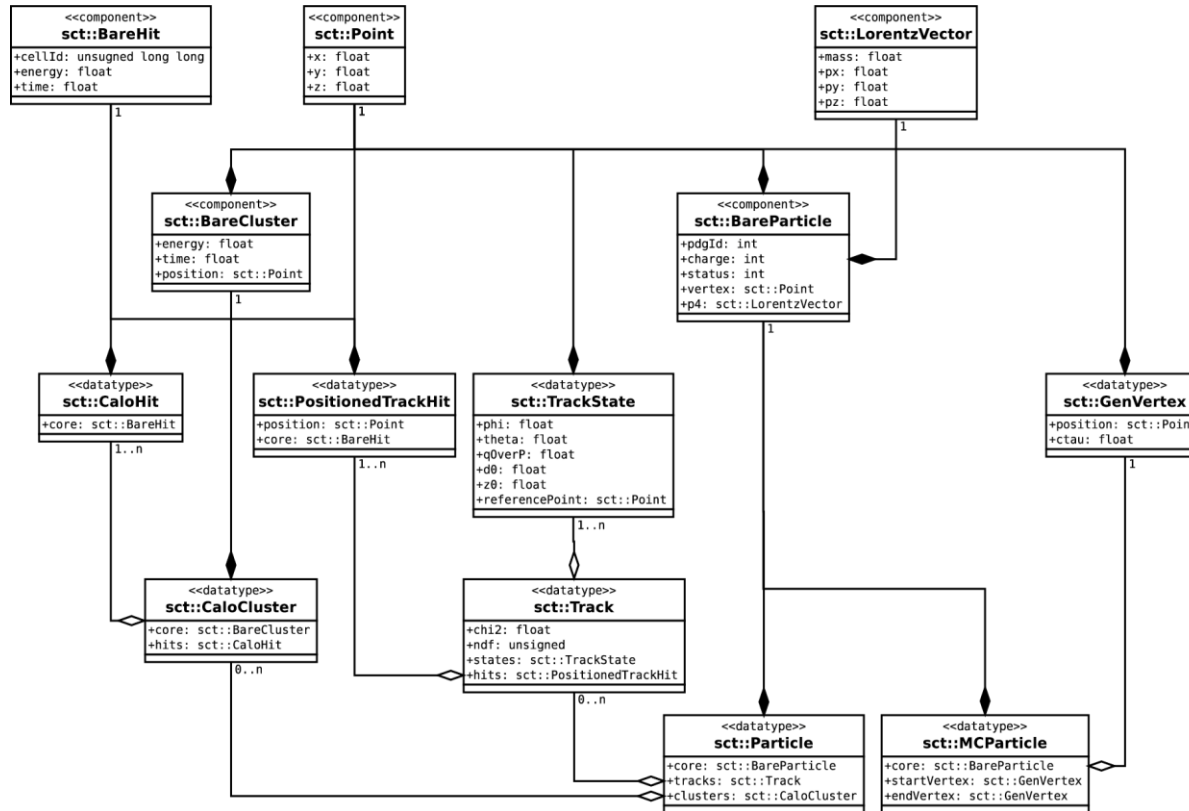 <<component>>
sct::BareHit
+cellId: unsugned long long
+energy: float
+time: float
1
<<component>>
sct::Point
+x: float
+y: float
+z: float
1
<<component>>
sct::LorentzVector
+mass: float
+px: float
+py: float
+pz: float
1
<<component>>
sct::BareCluster
+energy: float
+time: float
+position: sct::Point
1
<<component>>
sct::BareParticle
+pdgId: int
+charge: int
+status: int
+vertex: sct::Point
+p4: sct::LorentzVector
1
<<datatype>>
sct::CaloHit
+core: sct::BareHit
1..n
<<datatype>>
sct::PositionedTrackHit
+position: sct::Point
+core: sct::BareHit
1..n
<<datatype>>
sct::TrackState
+phi: float
+theta: float
+qOverP: float
+d0: float
+z0: float
+referencePoint: sct::Point
1..n
<<datatype>>
sct::GenVertex
+position: sct::Poin
+ctau: float
1
<<datatype>>
sct::CaloCluster
+core: sct::BareCluster
+hits: sct::CaloHit
0..n
<<datatype>>
sct::Track
+chi2: float
+ndf: unsigned
+states: sct::TrackState
+hits: sct::PositionedTrackHit
0..n
<<datatype>>
sct::Particle
+core: sct::BareParticle
+tracks: sct::Track
+clusters: sct::CaloCluster
<<datatype>>
sct::MCParticle
+core: sct::BareParticle
+startVertex: sct::GenVertex
+endVertex: sct::GenVertex